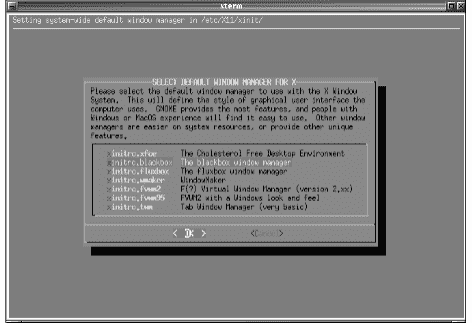 xterm
Setting system-wide default window manager in /etc/X11/xinit/
SELECT DEFAULT WINDOW MANAGER FOR X
Please select the default window manager to use with the X Window
System. This will define the style of graphical user interface the
computer uses. GNOME provides the most features, and people with
Windows or MacOS experience will find it easy to use. Other window
managers are easier on system resources, or provide other unique
features.
xinitrc.xfce The Cholesterol Free Desktop Environment
xinitrc.blackbox The blackbox window manager
xinitrc.fluxbox The fluxbox window manager
xinitrc.wmaker WindowMaker
xinitrc.fvwm2 F(?) Virtual Window Manager (version 2.xx)
xinitrc.fvwm95 FVWM2 with a Windows look and feel
xinitrc.twm Tab Window Manager (very basic)
< OK > <Cancel>